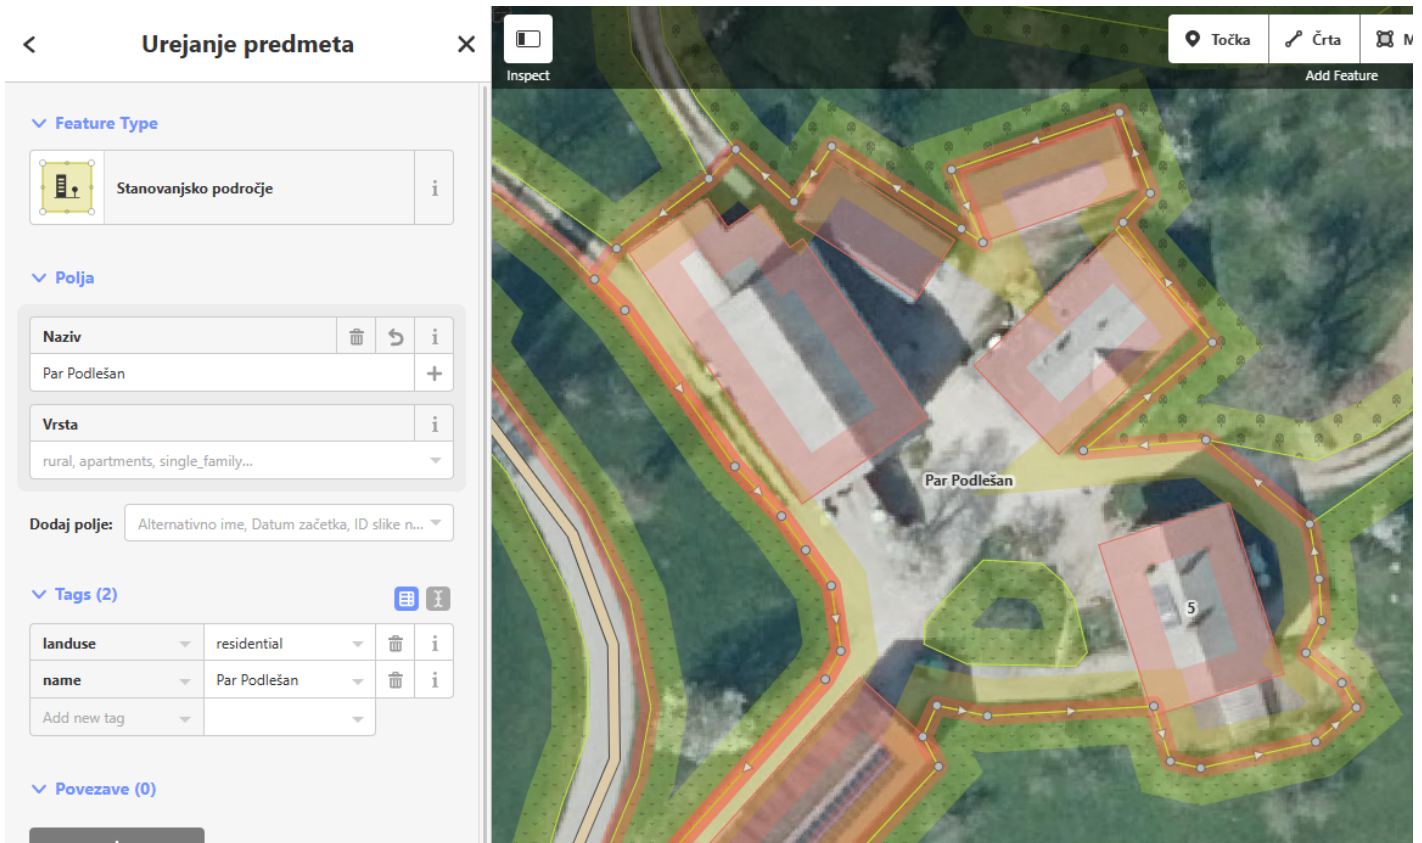 Urejanje predmeta
Inspect
Točka
Črta
M
Add Feature
Feature Type
Stanovanjsko področje
i
Polja
Naziv
i
Par Podlešan
Vrsta
i
rural, apartments, single_family...
Dodaj polje:
Alternativno ime, Datum začetka, ID slike n...
Tags (2)
landuse
residential
i
name
Par Podlešan
i
Add new tag
Povezave (0)
Par Podlešan
5